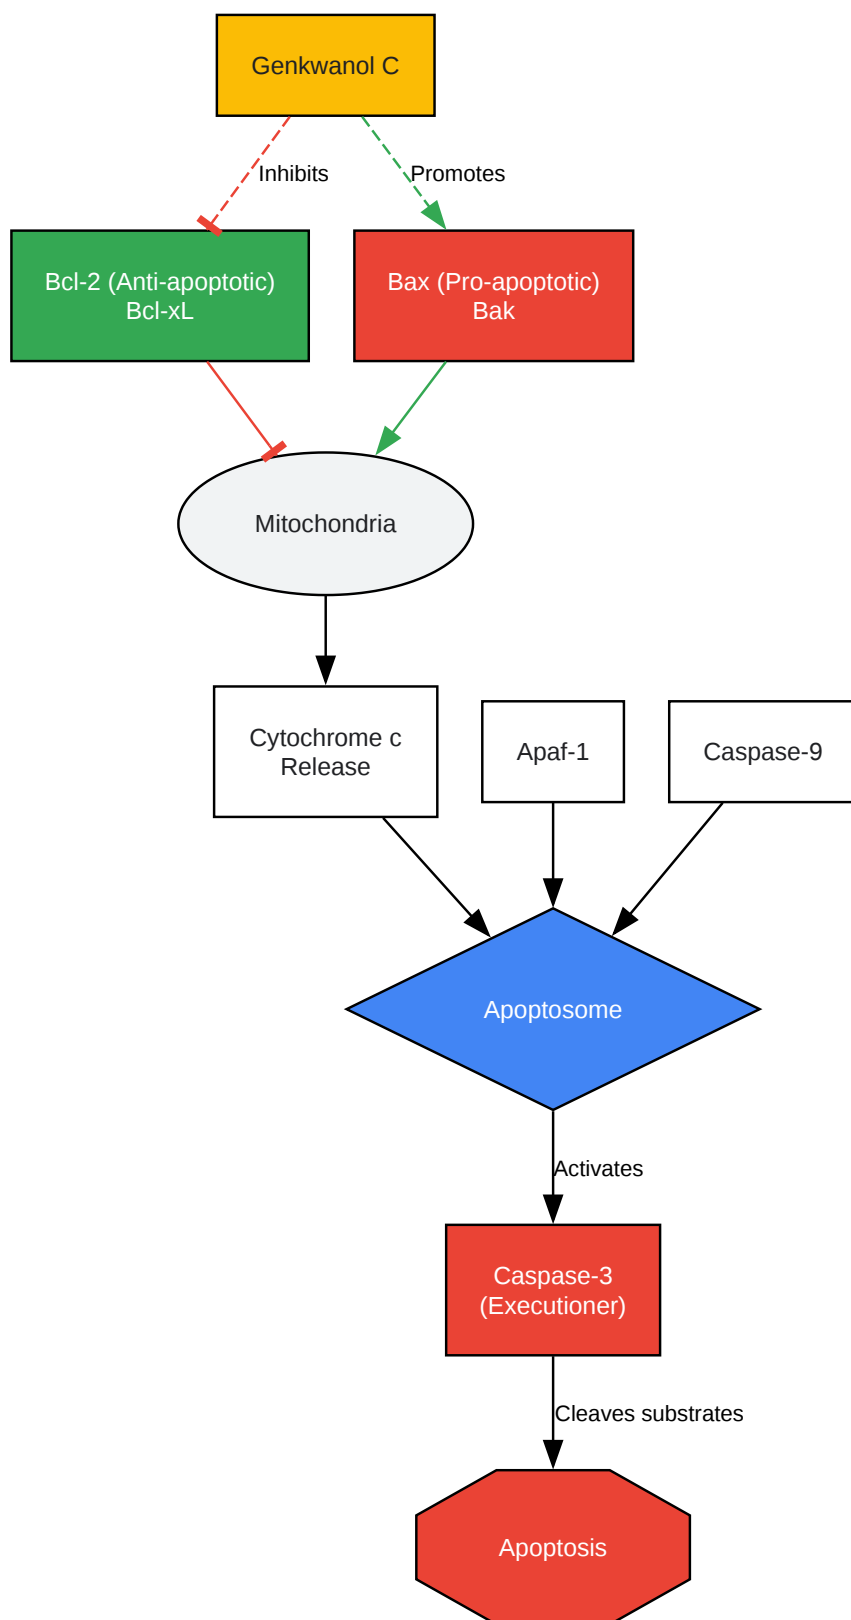 Genkwanol C
Inhibits
Promotes
Bcl-2 (Anti-apoptotic)
Bcl-xL
Bax (Pro-apoptotic)
Bak
Mitochondria
Cytochrome c
Release
Apaf-1
Caspase-9
Apoptosome
Activates
Caspase-3
(Executioner)
Cleaves substrates
Apoptosis